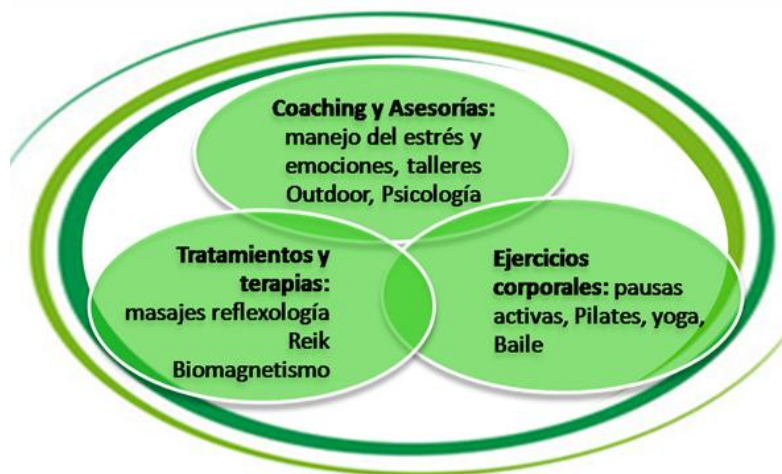 Coaching y Asesorías:
manejo del estrés y
emociones, talleres
Outdoor, Psicología
Tratamientos y
terapias:
masajes reflexología
Reik
Biomagnetismo
Ejercicios
corporales: pausas
activas, Pilates, yoga,
Baile